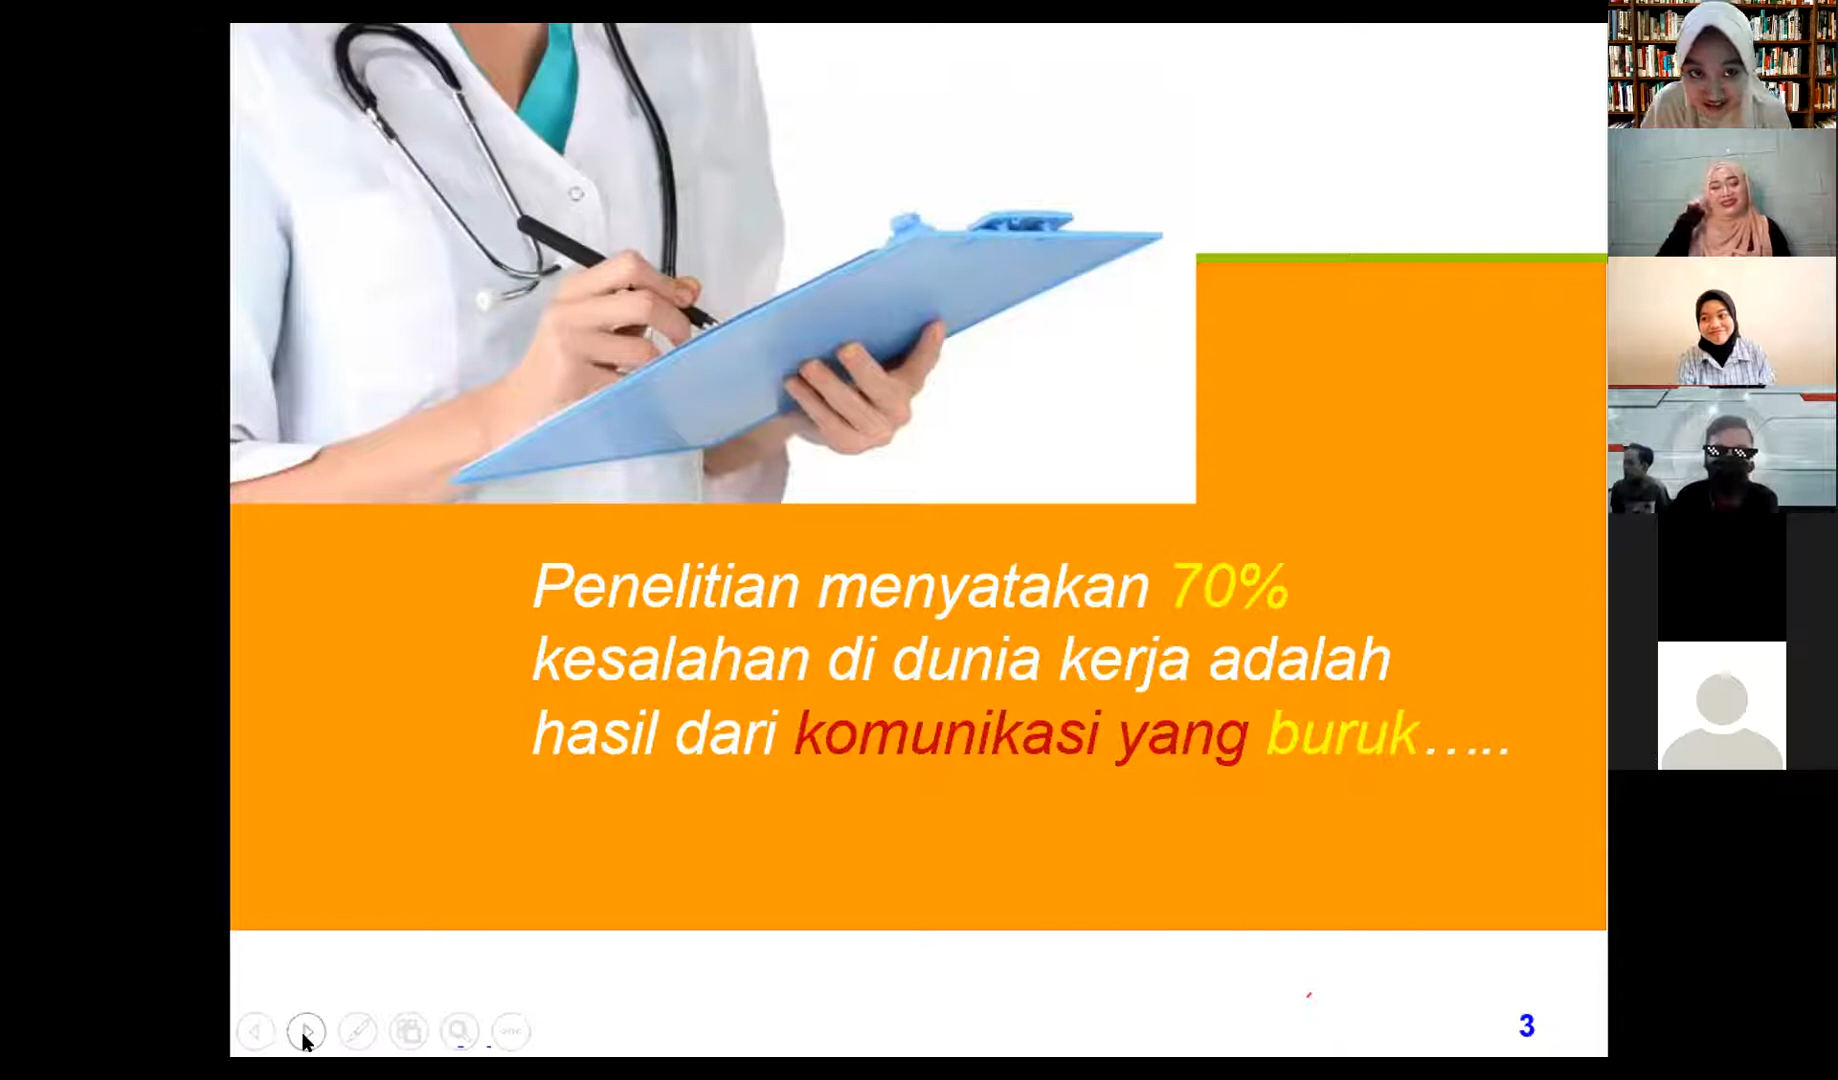 Penelitian menyatakan 70%
kesalahan di dunia kerja adalah
hasil dari komunikasi yang buruk…..
3